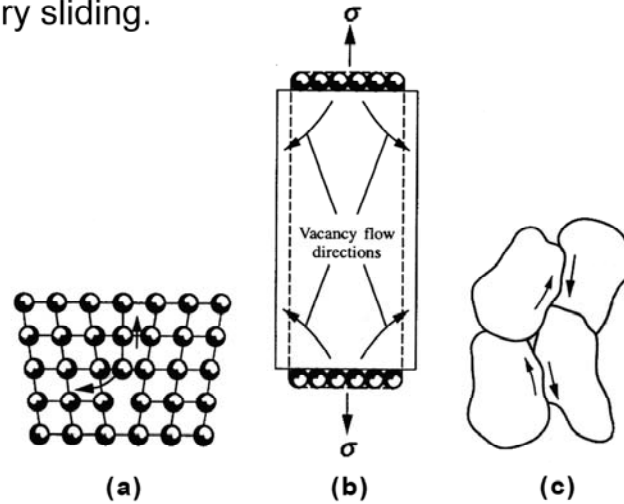 ry sliding.
σ
Vacancy flow
directions
σ
(a)
(b)
(c)